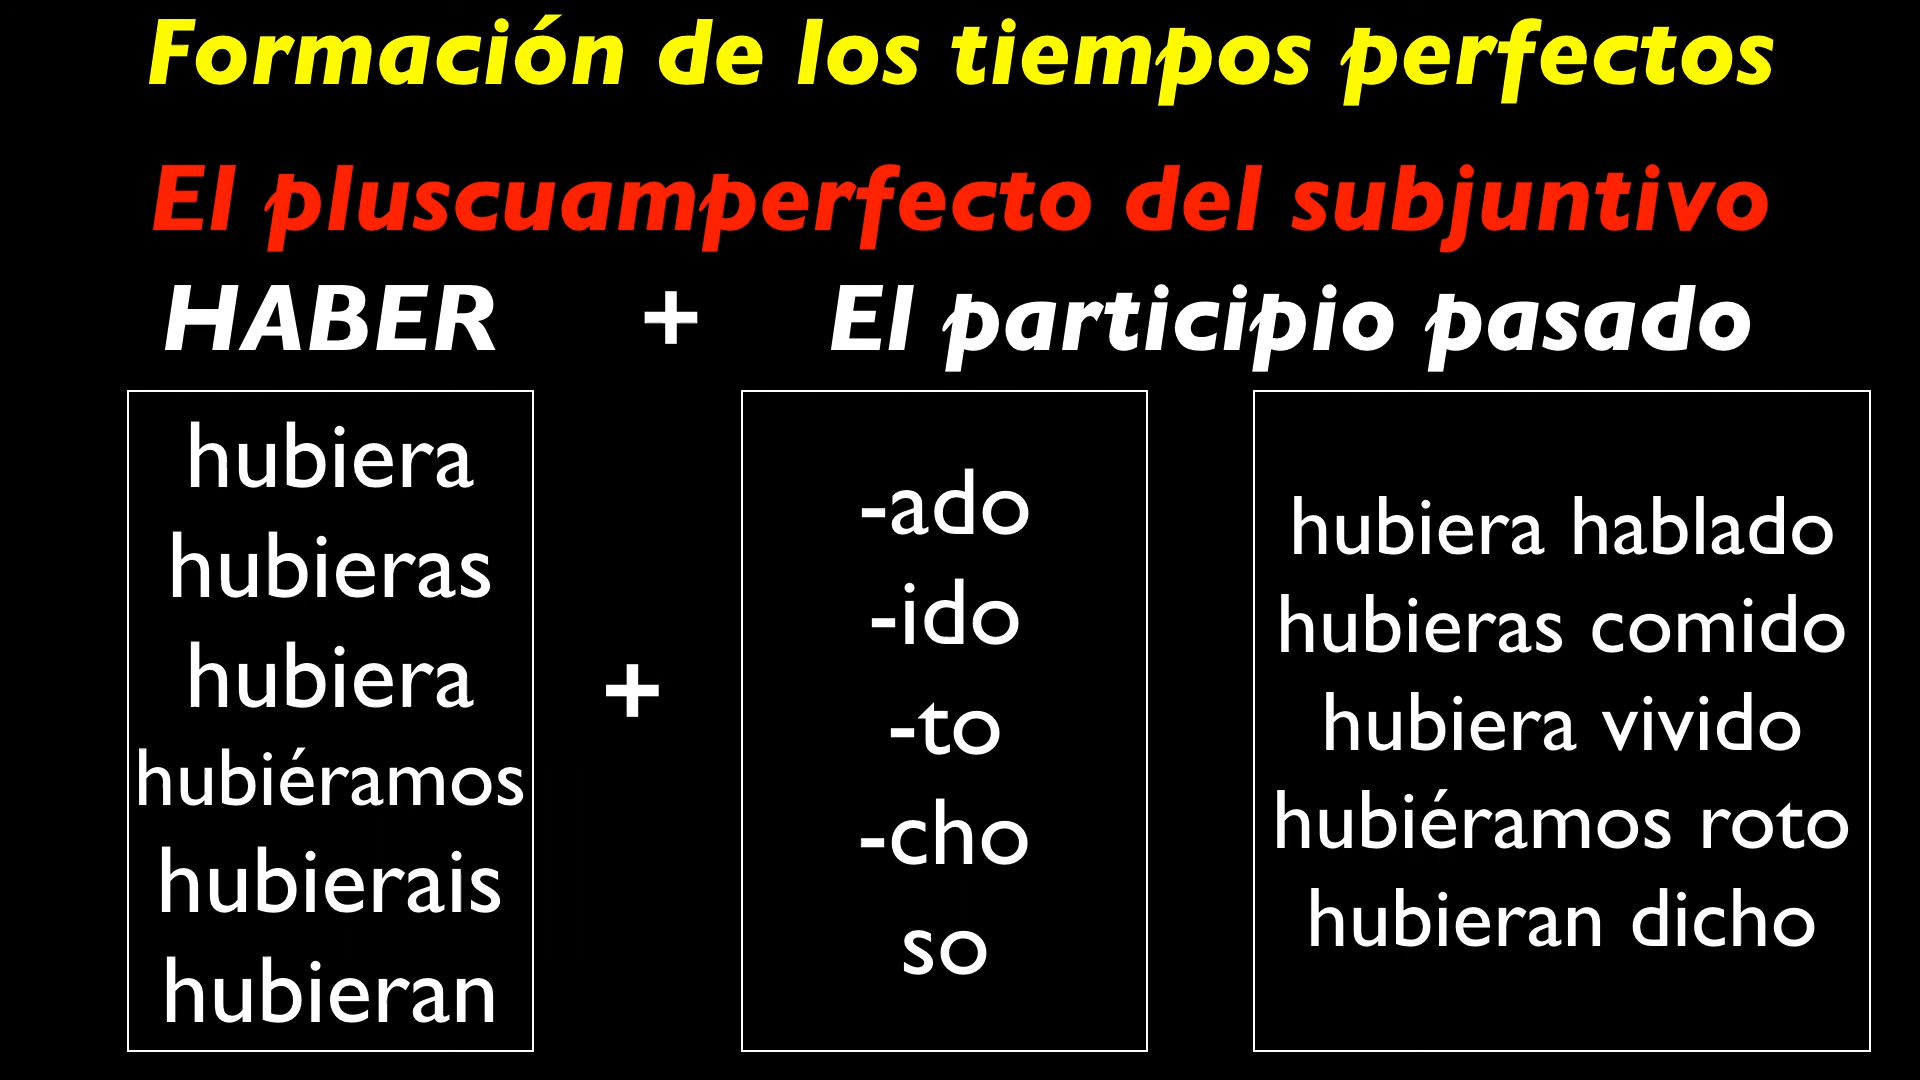 Formación de los tiempos perfectos
El pluscuamperfecto del subjuntivo
HABER + El participio pasado
hubiera
hubieras
hubiera
hubiéramos
hubierais
hubieran
+
-ado
-ido
-to
-cho
so
hubiera hablado
hubieras comido
hubiera vivido
hubiéramos roto
hubieran dicho